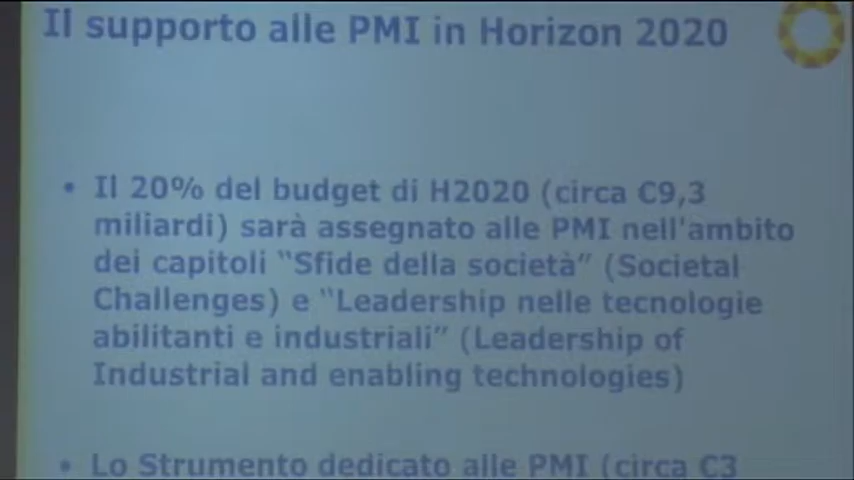 Il supporto alle PMI in Horizon 2020
• Il 20% del budget di H2020 (circa €9,3
miliardi) sarà assegnato alle PMI nell'ambito
dei capitoli "Sfide della società" (Societal
Challenges) e "Leadership nelle tecnologie
abilitanti e industriali" (Leadership of
Industrial and enabling technologies)
• Lo Strumento dedicato alle PMI (circa €3